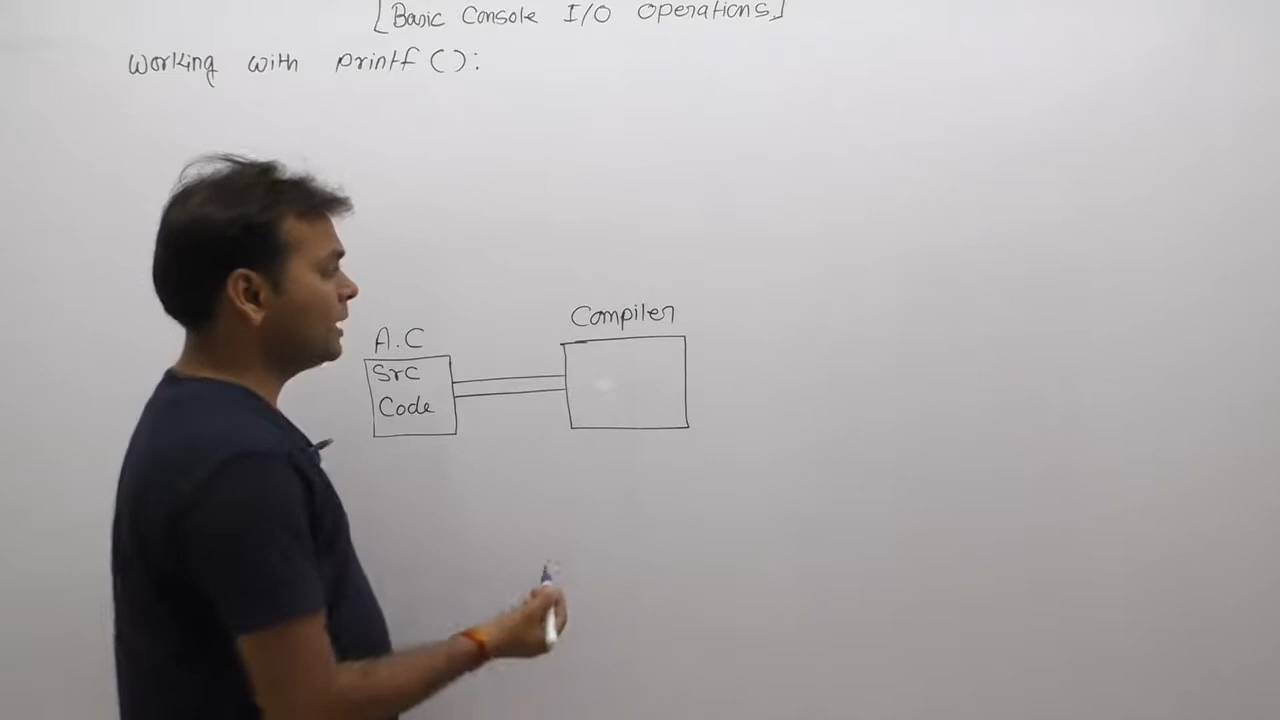 [Basic Console I/O Operations]
Working with printf():
Compiler
A.C
Src
Code